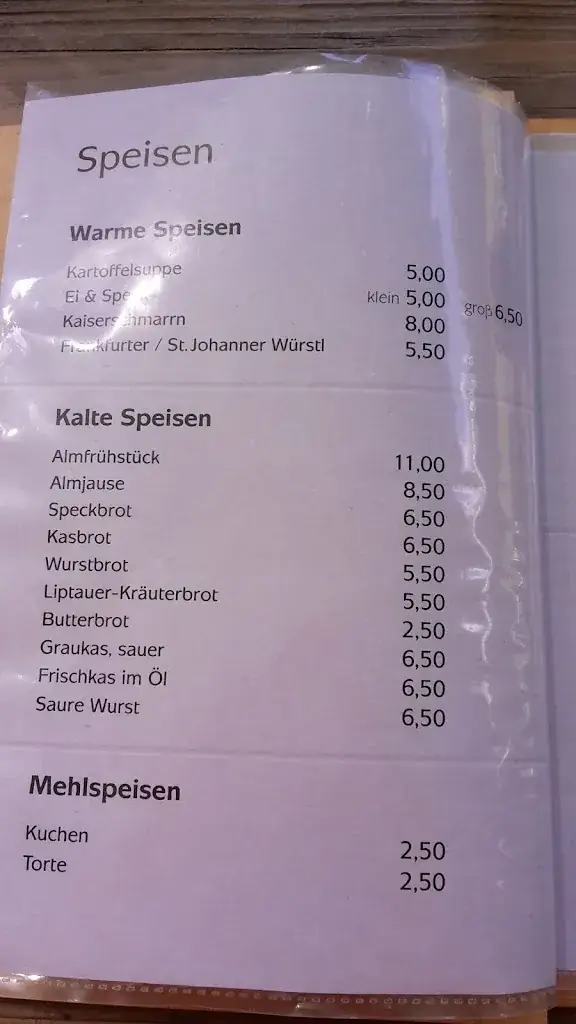 Speisen
Warme Speisen
Kartoffelsuppe 5,00
Ei & klein 5,00 groß 6,50
Kaiserschmarrn 8,00
Frankfurter / St. Johanner Würstl 5,50
Kalte Speisen
Almfrühstück 11,00
Almjause 8,50
Speckbrot 6,50
Kasbrot 6,50
Wurstbrot 5,50
Liptauer-Kräuterbrot 5,50
Butterbrot 2,50
Graukas, sauer 6,50
Frischkas im Öl 6,50
Saure Wurst 6,50
Mehlspeisen
Kuchen 2,50
Torte 2,50